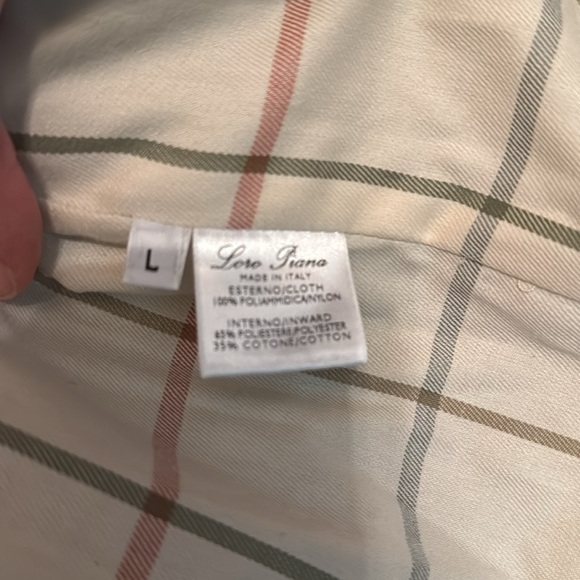 L
Loro Piana
MADE IN ITALY
ESTERNO/CLOTH
100% POLIAMMIDICA/NYLON
INTERNO/INWARD
65% POLIESTERE/POLYESTER
35% COTONE/COTTON